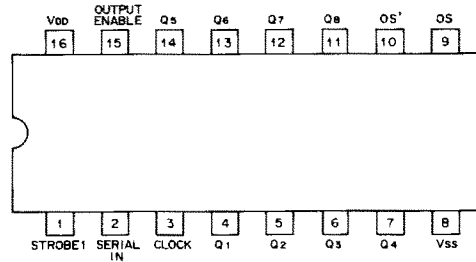 OUTPUT
VDD ENABLE Q5 Q6 Q7 Q8 OS' OS
16 15 14 13 12 11 10 9
1 2 3 4 5 6 7 8
STROBE1 SERIAL CLOCK Q1 Q2 Q3 Q4 VSS
IN